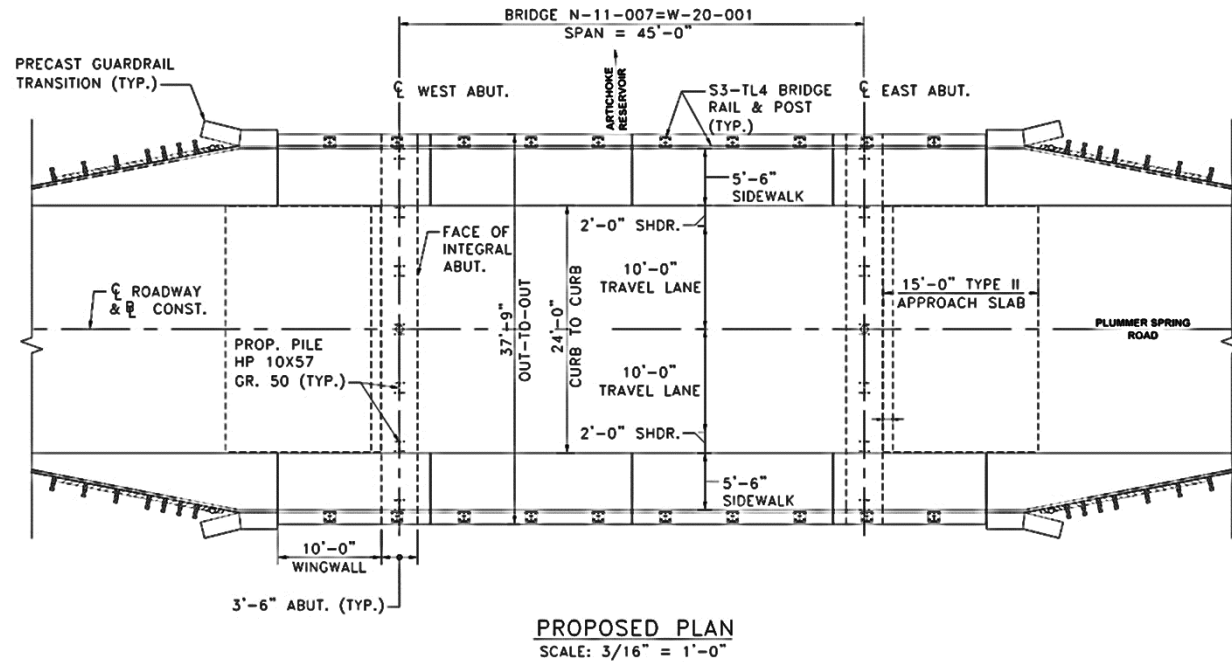 BRIDGE N-11-007=W-20-001
SPAN = 45'-0"
PRECAST GUARDRAIL
TRANSITION (TYP.)
℄ WEST ABUT.
ARTICHOKE
RESERVOIR
S3-TL4 BRIDGE
RAIL & POST
(TYP.)
℄ EAST ABUT.
5'-6"
SIDEWALK
2'-0" SHDR.
FACE OF
INTEGRAL
ABUT.
10'-0"
TRAVEL LANE
15'-0" TYPE II
APPROACH SLAB
℄ ROADWAY
& ⅊ CONST.
37'-9"
OUT-TO-OUT
24'-0"
CURB TO CURB
PLUMMER SPRING
ROAD
PROP. PILE
HP 10X57
GR. 50 (TYP.)
10'-0"
TRAVEL LANE
2'-0" SHDR.
5'-6"
SIDEWALK
10'-0"
WINGWALL
3'-6" ABUT. (TYP.)
PROPOSED PLAN
SCALE: 3/16" = 1'-0"